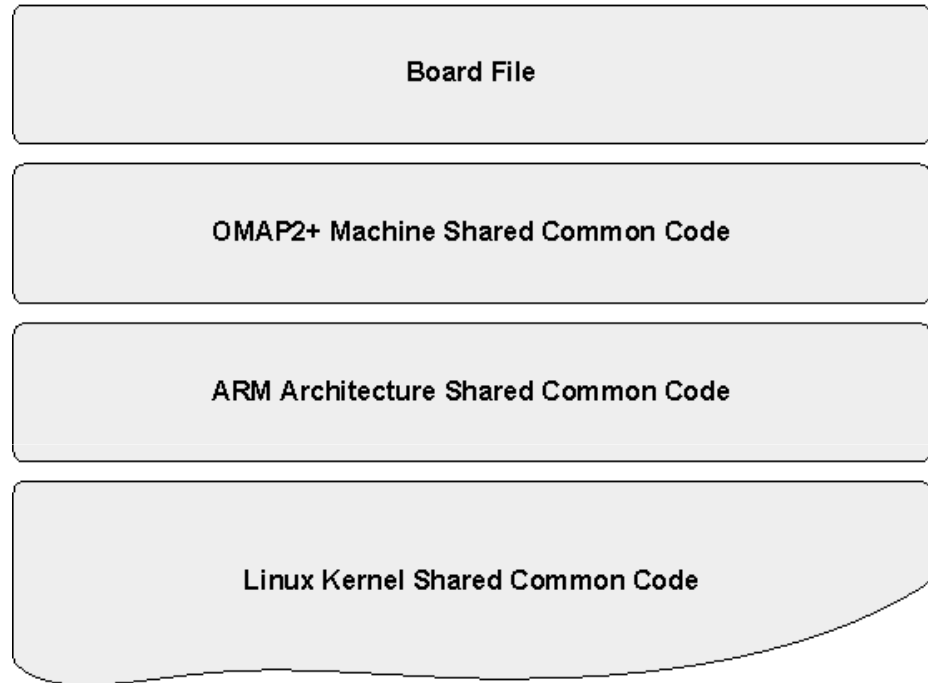 Board File
OMAP2+ Machine Shared Common Code
ARM Architecture Shared Common Code
Linux Kernel Shared Common Code